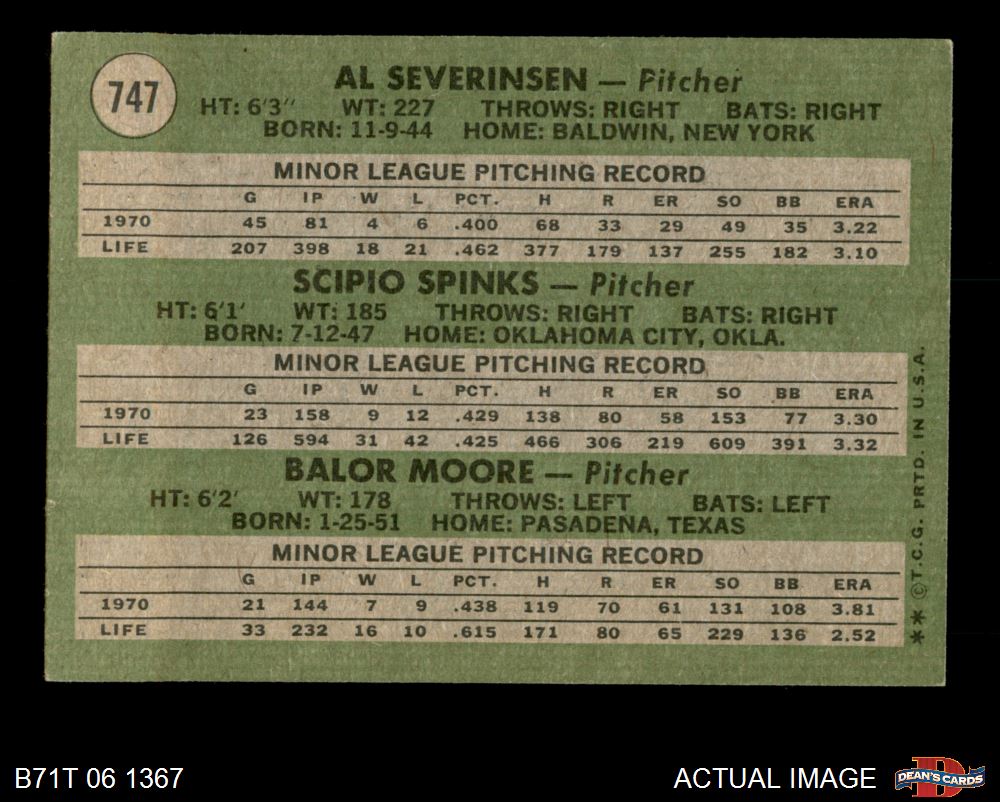 747
AL SEVERINSEN — Pitcher
HT: 6'3" WT: 227 THROWS: RIGHT BATS: RIGHT
BORN: 11-9-44 HOME: BALDWIN, NEW YORK
MINOR LEAGUE PITCHING RECORD
G IP W L PCT. H R ER SO BB ERA
1970 45 81 4 6 .400 68 33 29 49 35 3.22
LIFE 207 398 18 21 .462 377 179 137 255 182 3.10
SCIPIO SPINKS — Pitcher
HT: 6'1' WT: 185 THROWS: RIGHT BATS: RIGHT
BORN: 7-12-47 HOME: OKLAHOMA CITY, OKLA.
MINOR LEAGUE PITCHING RECORD
G IP W L PCT. H R ER SO BB ERA
1970 23 158 9 12 .429 138 80 58 153 77 3.30
LIFE 126 594 31 42 .425 466 306 219 609 391 3.32
BALOR MOORE — Pitcher
HT: 6'2' WT: 178 THROWS: LEFT BATS: LEFT
BORN: 1-25-51 HOME: PASADENA, TEXAS
MINOR LEAGUE PITCHING RECORD
G IP W L PCT. H R ER SO BB ERA
1970 21 144 7 9 .438 119 70 61 131 108 3.81
LIFE 33 232 16 10 .615 171 80 65 229 136 2.52
** ©T.C.G. PRTD. IN U.S.A.
B71T 06 1367
ACTUAL IMAGE
D
DEAN'S CARDS